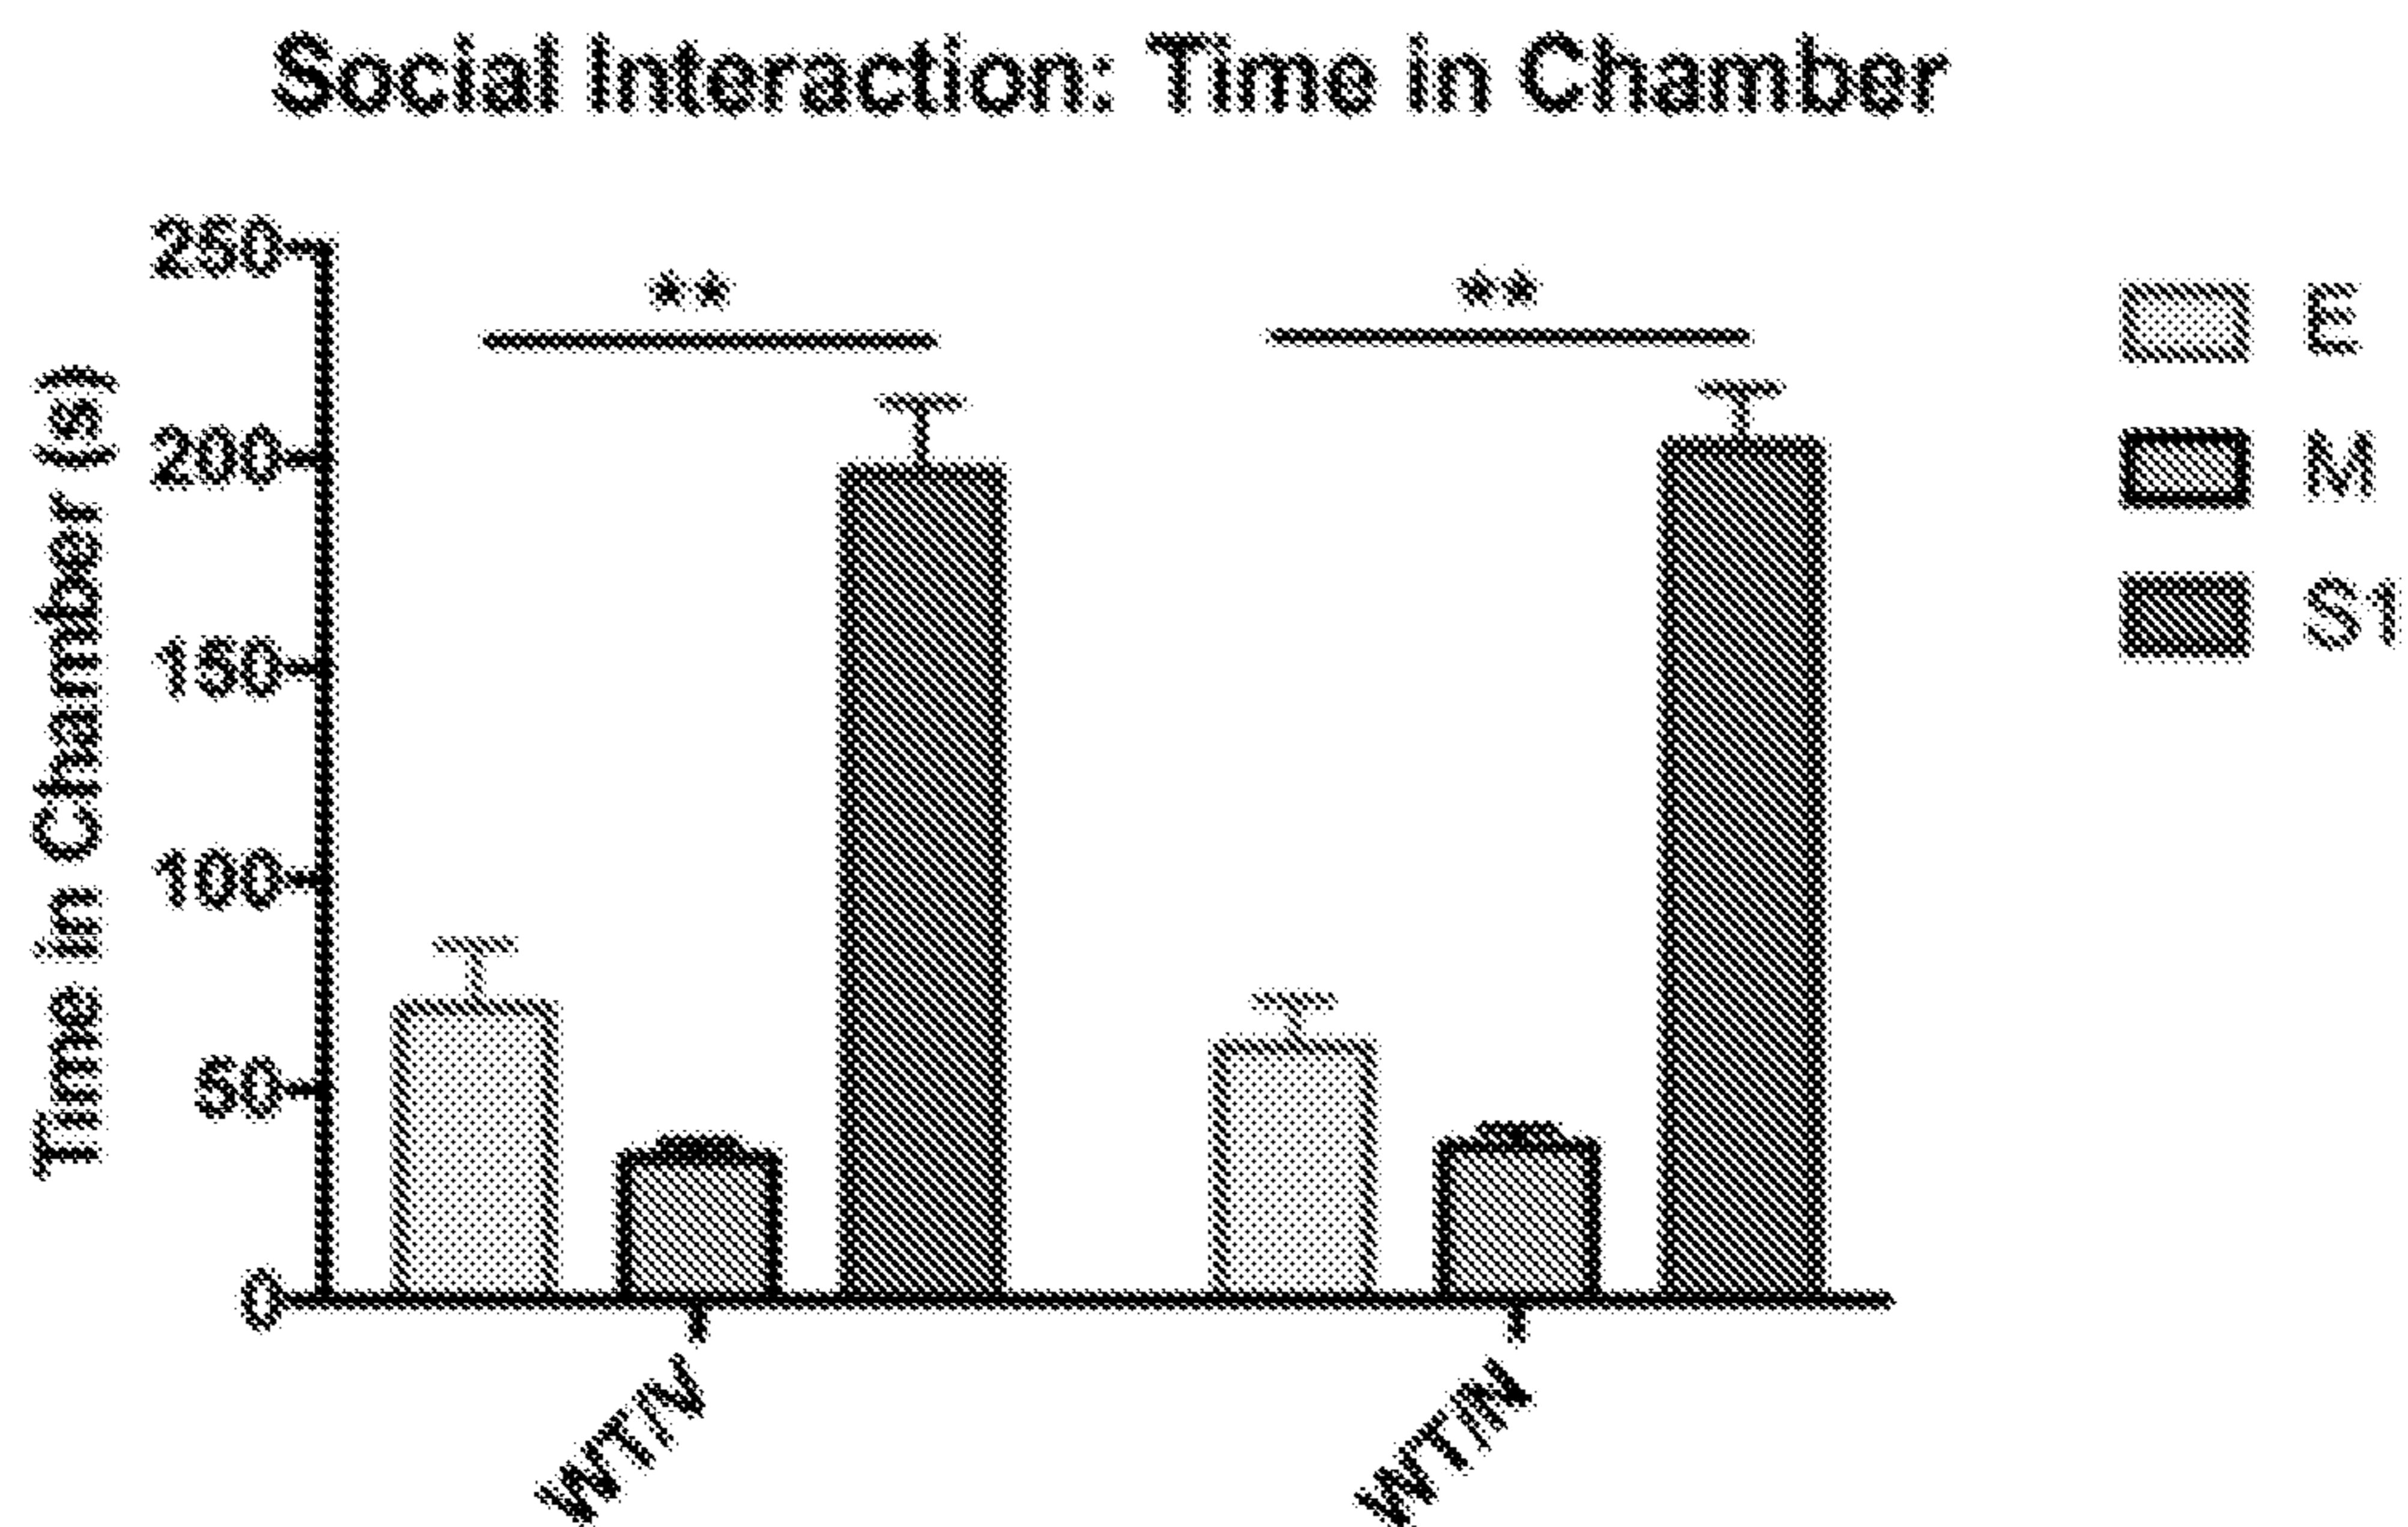 Social Interaction: Time in Chamber
Time in Chamber (s)
250
200
150
100
50
0
**
**
E
M
S1
WT/V
WT/N